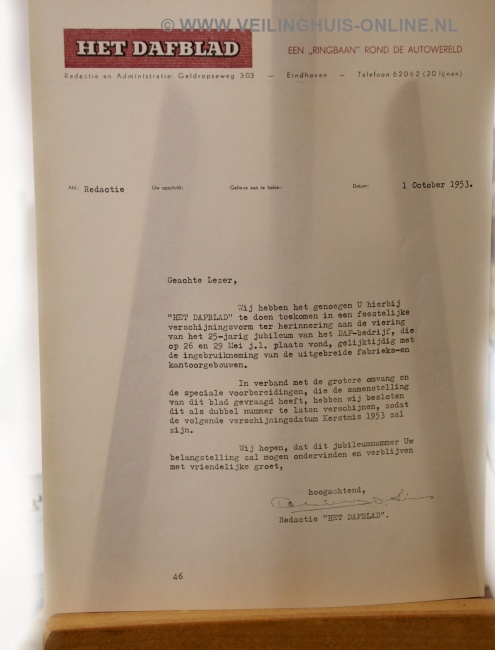 © WWW.VEILINGHUIS-ONLINE.NL
HET DAFBLAD
EEN „RINGBAAN" ROND DE AUTOWERELD
Redactie en Administratie: Geldropseweg 303 — Eindhoven — Telefoon 62062 (20 lijnen)
Afd.: Redactie Uw opschrift: Gelieve aan te halen: Datum: 1 October 1953.
Geachte Lezer,
Wij hebben het genoegen U hierbij
"HET DAFBLAD" te doen toekomen in een feestelijke
verschijningsvorm ter herinnering aan de viering
van het 25-jarig jubileum van het DAF-bedrijf, die
op 28 en 29 Mei j.l. plaats vond, gelijktijdig met
de ingebruikneming van de uitgebreide fabrieks-en
kantoorgebouwen.
In verband met de grotere omvang en
de speciale voorbereidingen, die de samenstelling
van dit blad gevraagd heeft, hebben wij besloten
dit als dubbel nummer te laten verschijnen, zodat
de volgende verschijningsdatum Kerstmis 1953 zal
zijn.
Wij hopen, dat dit jubileumnummer Uw
belangstelling zal mogen ondervinden en verblijven
met vriendelijke groet,
hoogachtend,
Redactie "HET DAFBLAD".
46